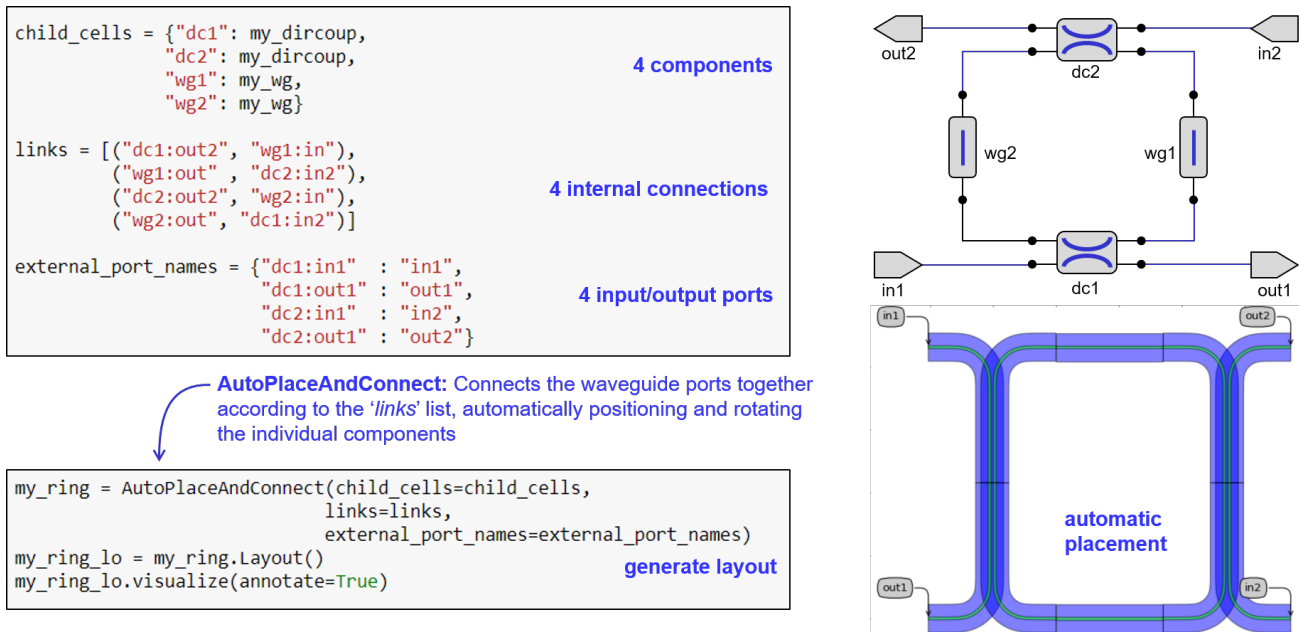 child_cells = {"dc1": my_dircoup,
"dc2": my_dircoup,
"wg1": my_wg,
"wg2": my_wg}
4 components
links = [("dc1:out2", "wg1:in"),
("wg1:out" , "dc2:in2"),
("dc2:out2", "wg2:in"),
("wg2:out", "dc1:in2")]
4 internal connections
external_port_names = {"dc1:in1" : "in1",
"dc1:out1" : "out1",
"dc2:in1" : "in2",
"dc2:out1" : "out2"}
4 input/output ports
AutoPlaceAndConnect: Connects the waveguide ports together
according to the ‘links’ list, automatically positioning and rotating
the individual components
my_ring = AutoPlaceAndConnect(child_cells=child_cells,
links=links,
external_port_names=external_port_names)
my_ring_lo = my_ring.Layout()
my_ring_lo.visualize(annotate=True)
generate layout
out2
dc2
in2
wg2
wg1
in1
dc1
out1
in1
out2
automatic
placement
out1
in2